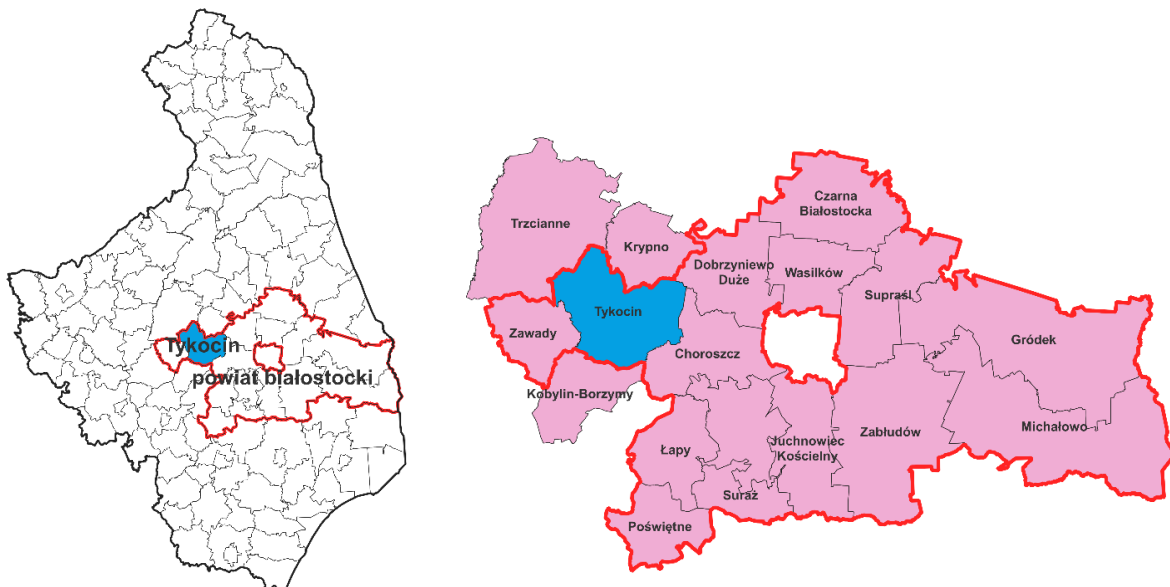 Tykocin
powiat białostocki
Trzcianne
Krypno
Czarna
Białostocka
Dobrzyniewo
Duże
Wasilków
Supraśl
Tykocin
Zawady
Choroszcz
Gródek
Kobylin-Borzymy
Łapy
Juchnowiec
Kościelny
Zabłudów
Michałowo
Suraż
Poświętne